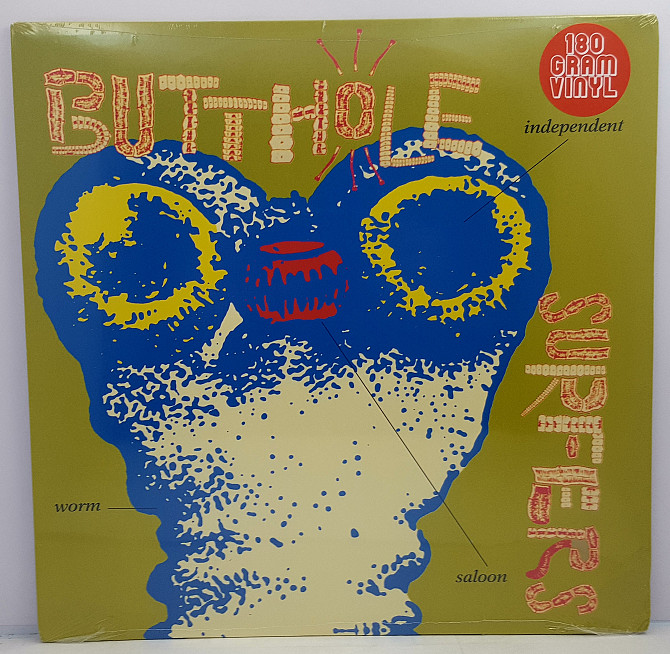 BUTTHOLE
180
GRAM
VINYL
independent
SURFERS
worm
saloon